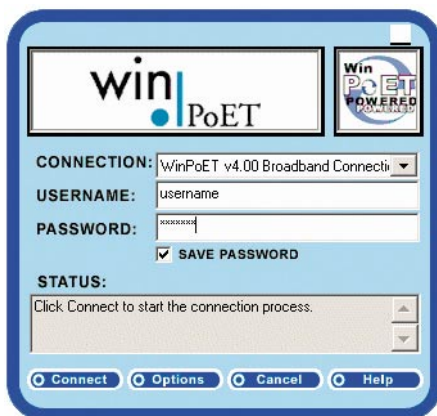 win
PoET
Win
PoET
POWERED
CONNECTION: WinPoET v4.00 Broadband Connecti
USERNAME: username
PASSWORD: xxxxxxx
SAVE PASSWORD
STATUS:
Click Connect to start the connection process.
Connect Options Cancel Help